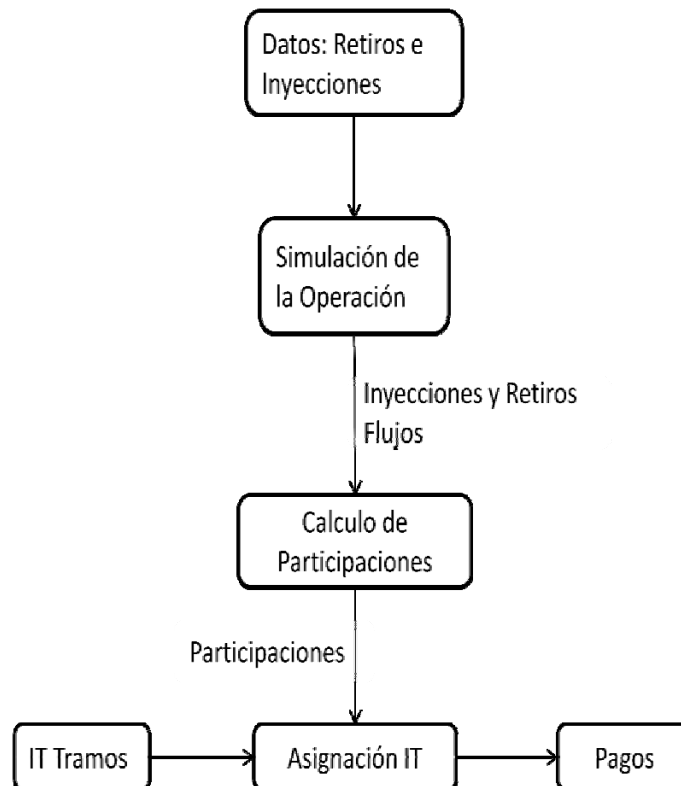 Datos: Retiros e
Inyecciones
Simulación de
la Operación
Inyecciones y Retiros
Flujos
Calculo de
Participaciones
Participaciones
IT Tramos
Asignación IT
Pagos